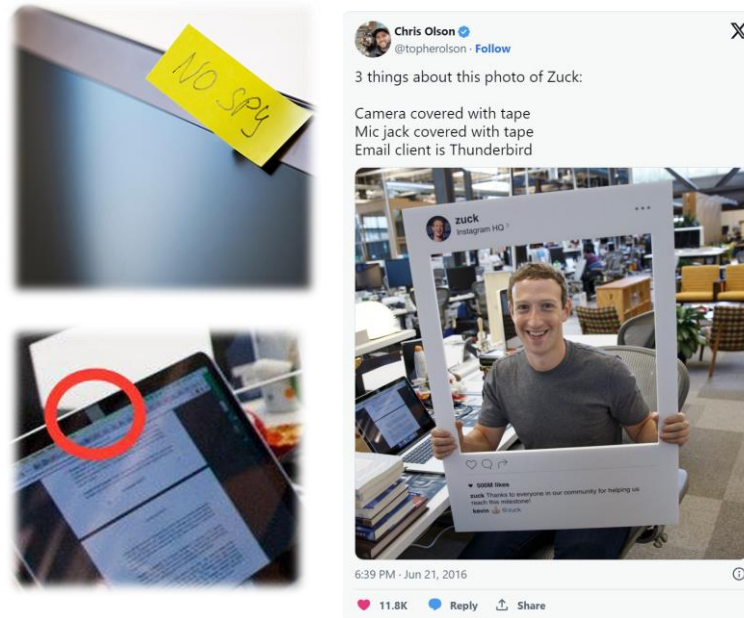 NO SPY
Chris Olson
@topherolson · Follow
3 things about this photo of Zuck:
Camera covered with tape
Mic jack covered with tape
Email client is Thunderbird
zuck
Instagram HQ >
500M likes
zuck Thanks to everyone in our community for helping us
reach this milestone!
kevin 👍 @zuck
6:39 PM · Jun 21, 2016
11.8K Reply Share